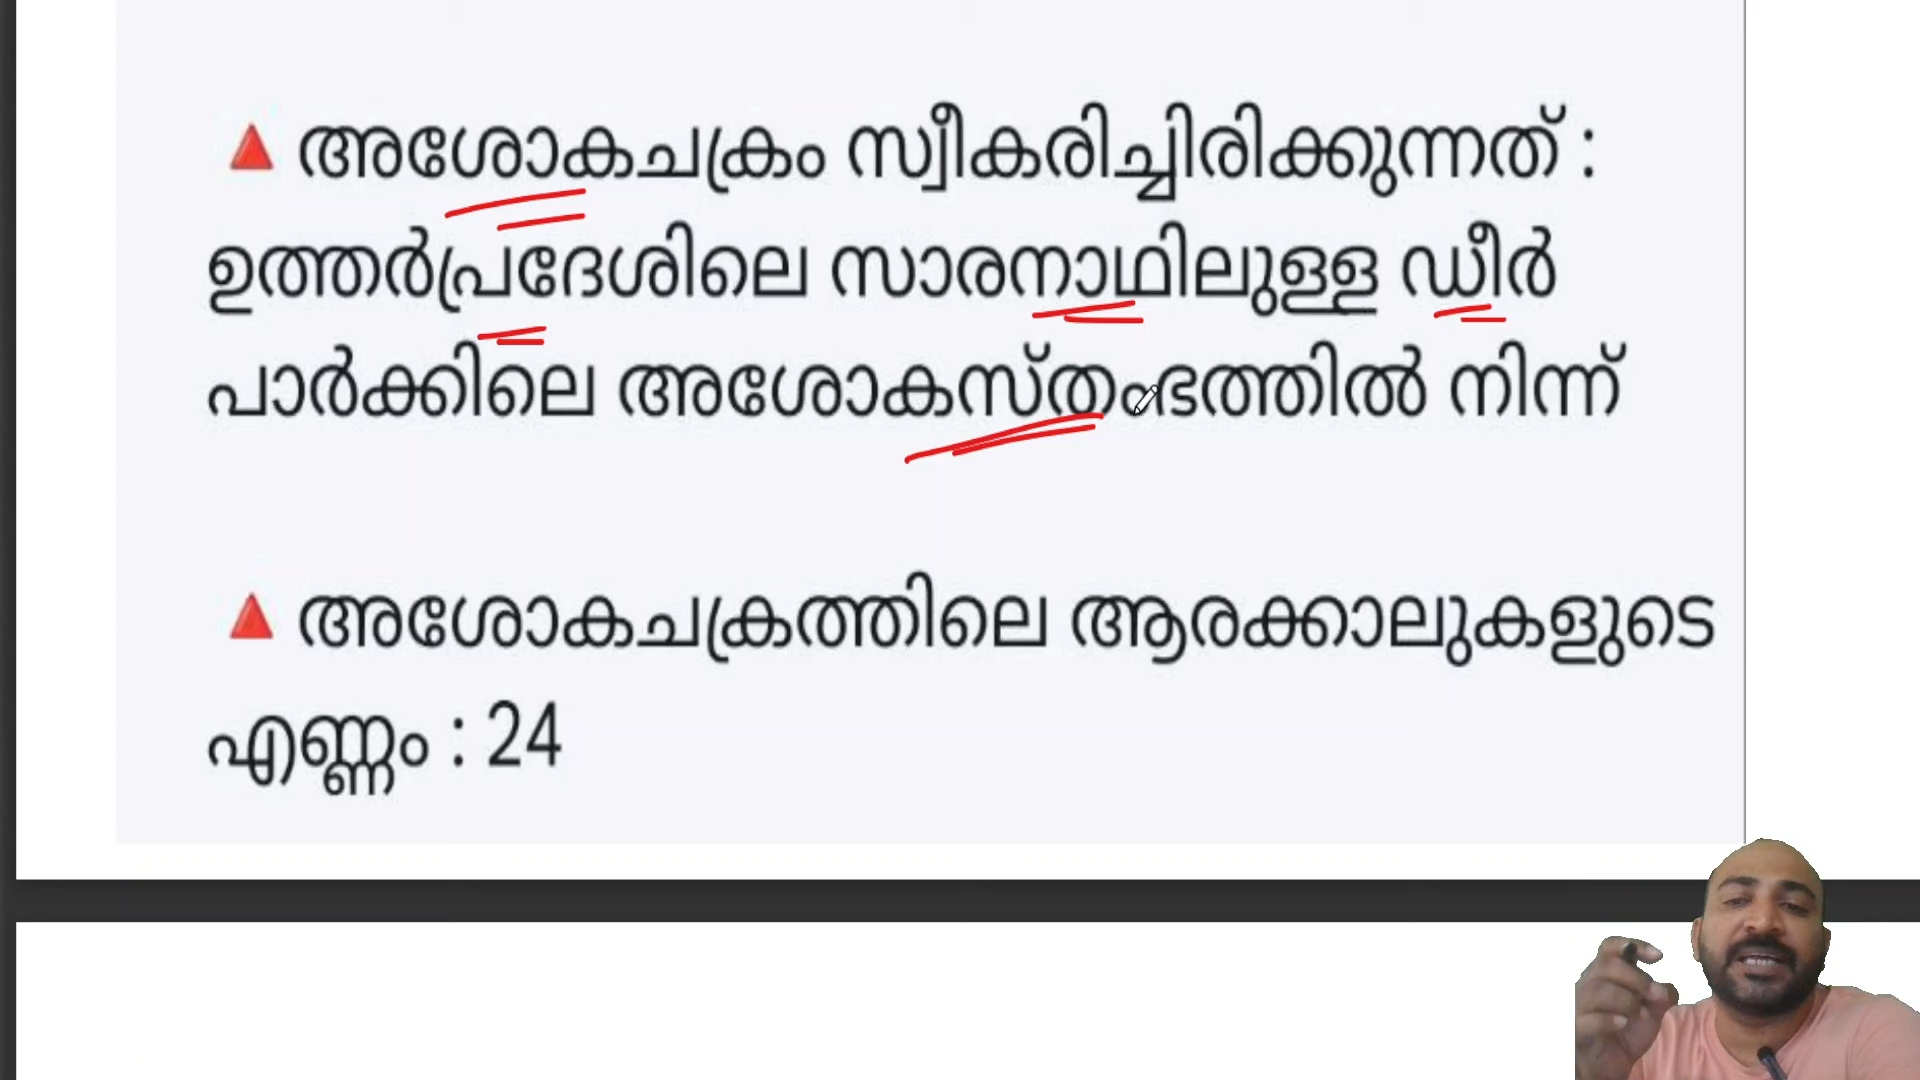 🔺അശോകചക്രം സ്വീകരിച്ചിരിക്കുന്നത് :
ഉത്തർപ്രദേശിലെ സാരനാഥിലുള്ള ഡീർ
പാർക്കിലെ അശോകസ്തംഭത്തിൽ നിന്ന്
🔺അശോകചക്രത്തിലെ ആരക്കാലുകളുടെ
എണ്ണം : 24